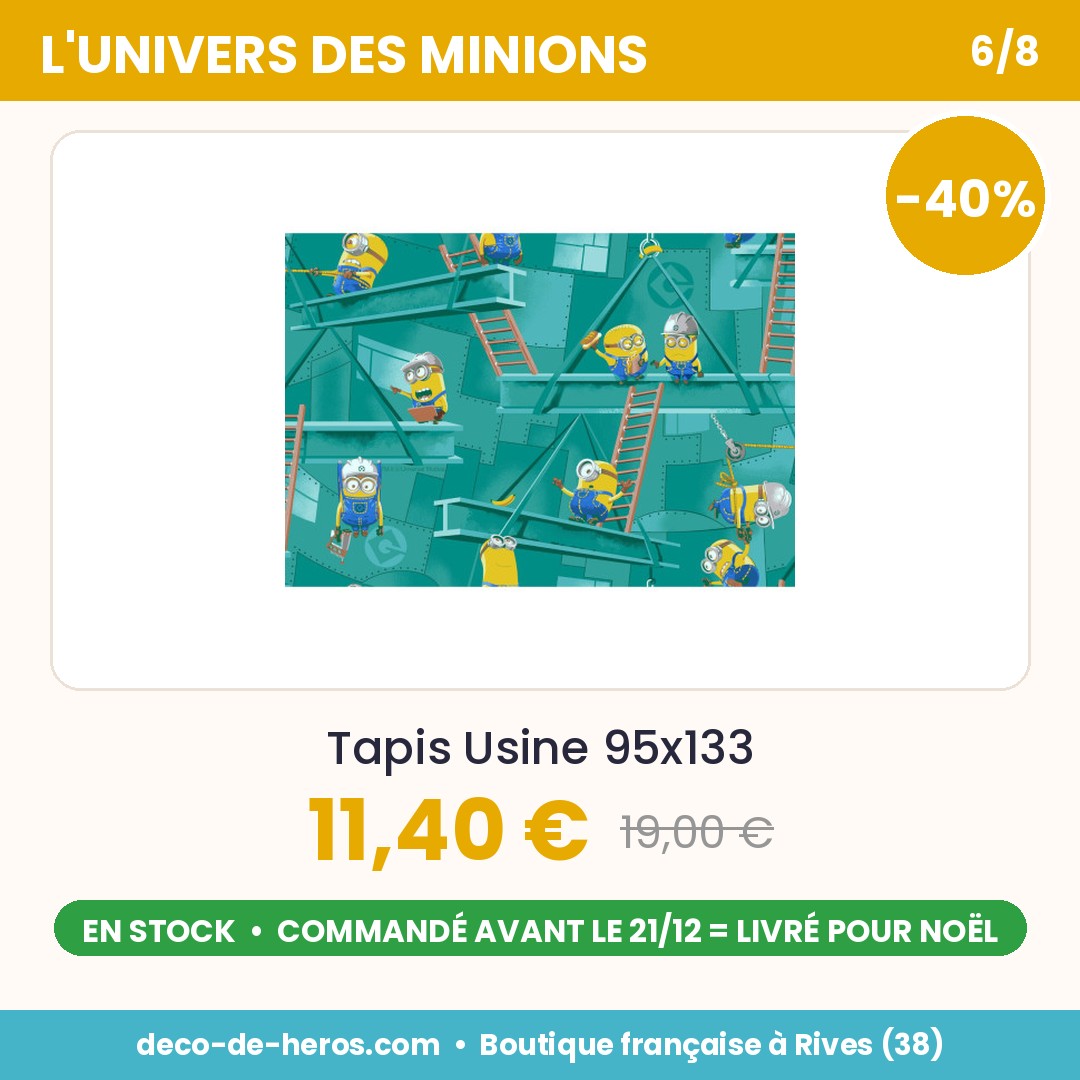 L'UNIVERS DES MINIONS
6/8
-40%
Tapis Usine 95x133
11,40 € 19,00 €
EN STOCK • COMMANDÉ AVANT LE 21/12 = LIVRÉ POUR NOËL
deco-de-heros.com • Boutique française à Rives (38)